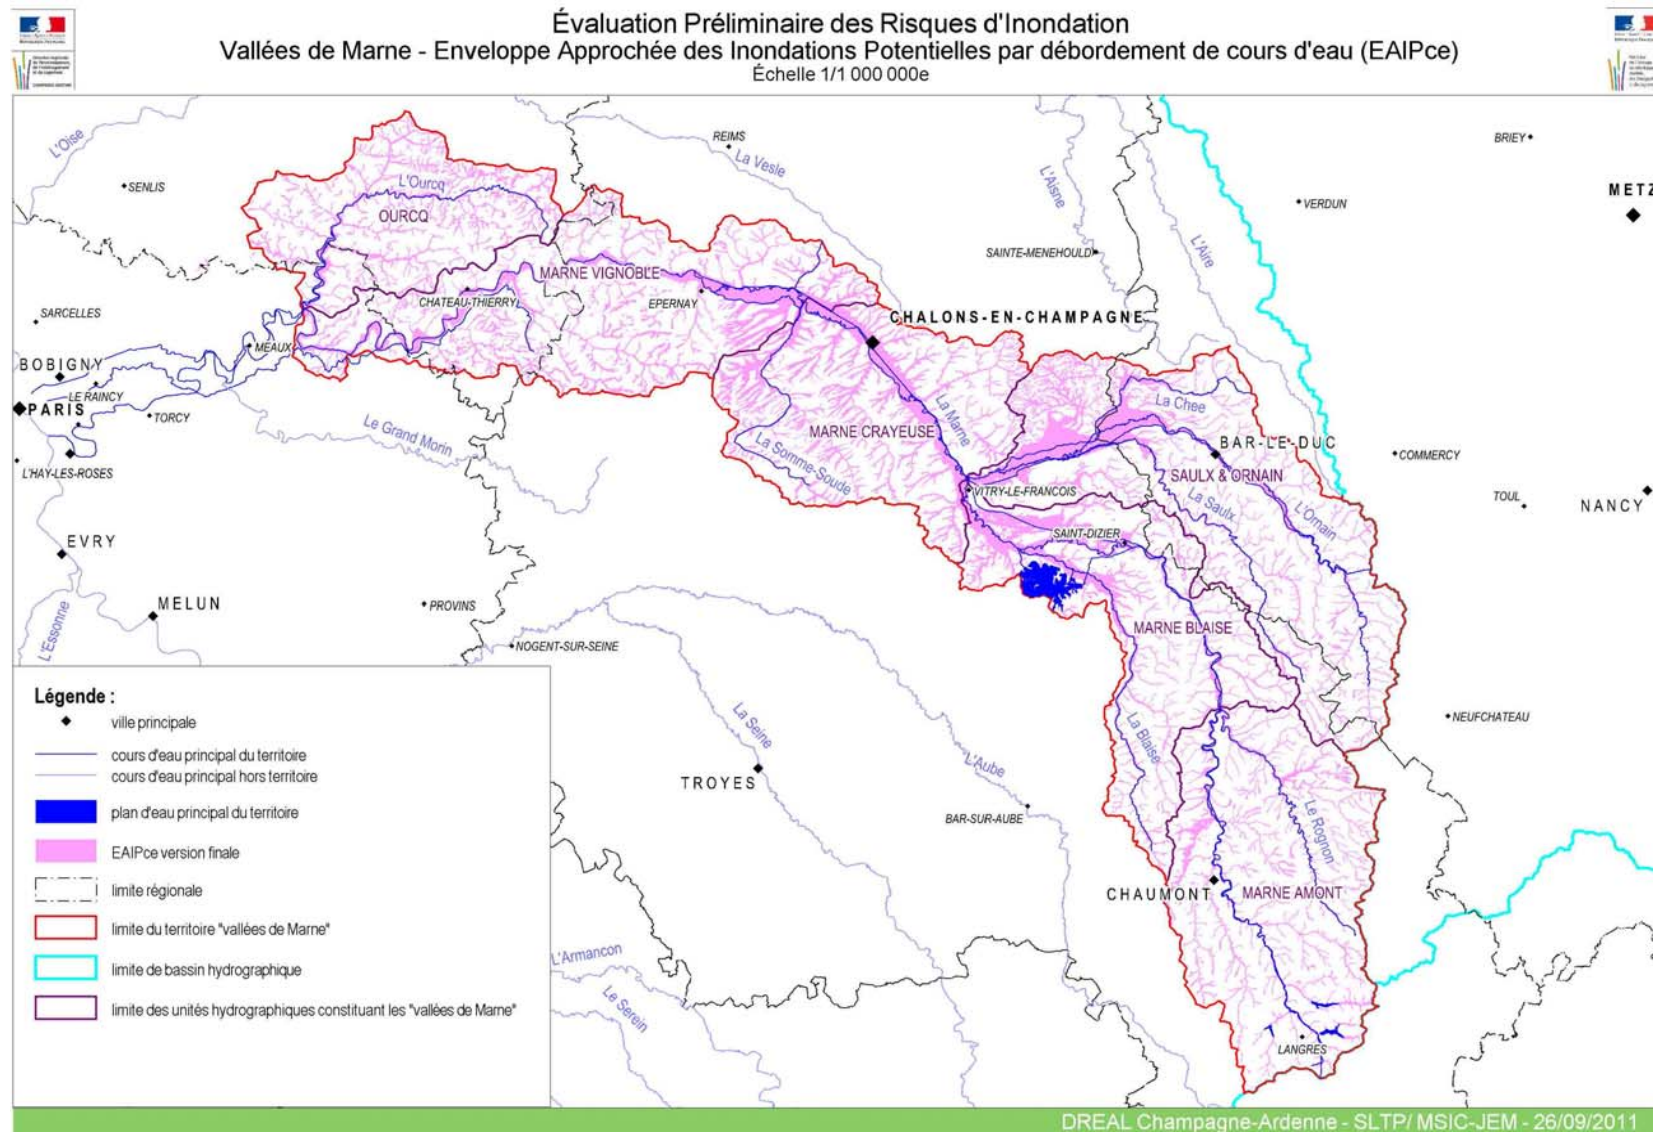 Évaluation Préliminaire des Risques d'Inondation
Vallées de Marne - Enveloppe Approchée des Inondations Potentielles par débordement de cours d'eau (EAIPce)
Échelle 1/1 000 000e
L'Oise
SENLIS
REIMS
La Vesle
L'Aisne
BRIEY
METZ
VERDUN
L'Aire
SAINTE-MENEHOULD
L'Ourcq
OURCQ
MARNE VIGNOBLE
CHATEAU-THIERRY
EPERNAY
CHALONS-EN-CHAMPAGNE
SARCELLES
MEAUX
BOBIGNY
LE RAINCY
PARIS
TORCY
L'HAY-LES-ROSES
Le Grand Morin
MARNE CRAYEUSE
La Marne
La Somme-Soude
La Chee
BAR-LE-DUC
SAULX & ORNAIN
La Saulx
L'Ornain
COMMERCY
TOUL
NANCY
VITRY-LE-FRANCOIS
SAINT-DIZIER
EVRY
MELUN
L'Essonne
PROVINS
NOGENT-SUR-SEINE
MARNE BLAISE
La Blaise
La Seine
TROYES
L'Aube
BAR-SUR-AUBE
NEUFCHATEAU
Le Rognon
CHAUMONT
MARNE AMONT
L'Armancon
Le Serein
LANGRES
Légende :
ville principale
cours d'eau principal du territoire
cours d'eau principal hors territoire
plan d'eau principal du territoire
EAIPce version finale
limite régionale
limite du territoire "vallées de Marne"
limite de bassin hydrographique
limite des unités hydrographiques constituant les "vallées de Marne"
DREAL Champagne-Ardenne - SLTP/ MSIC-JEM - 26/09/2011